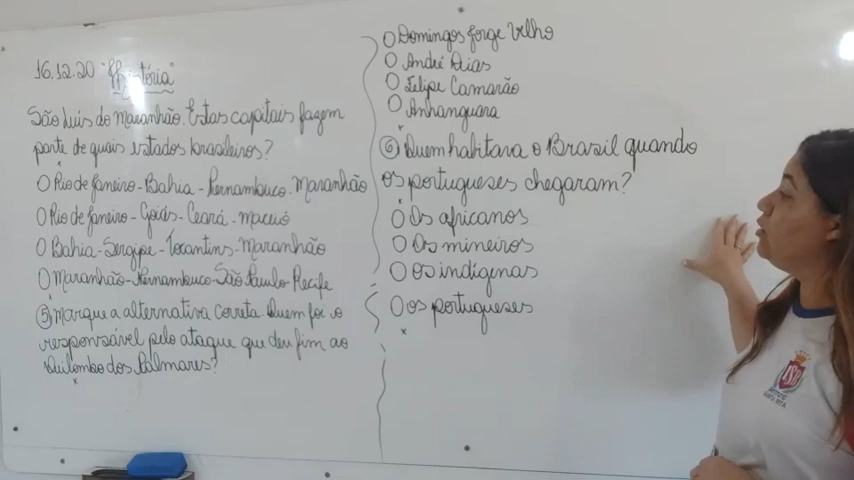 16.12.20 "História"
São Luis do Maranhão. Estas capitais fazem
parte de quais estados brasileiros?
O Rio de Janeiro - Bahia - Pernambuco. Maranhão
O Rio de Janeiro - Goiás - Ceará - maceió
O Bahia - Sergipe - Tocantins - Maranhão
O Maranhão - Pernambuco - São Paulo - Recife
5 Marque a alternativa correta. Quem foi o
responsável pelo ataque que deu fim ao
Quilombo dos Palmares?
x
O Domingos Jorge Velho
O André Dias
O Felipe Camarão
O Anhanguara
x
6 Quem habitava o Brasil quando
os portugueses chegaram?
O Os africanos
O Os mineiros
O os indígenas
O os portugueses
x